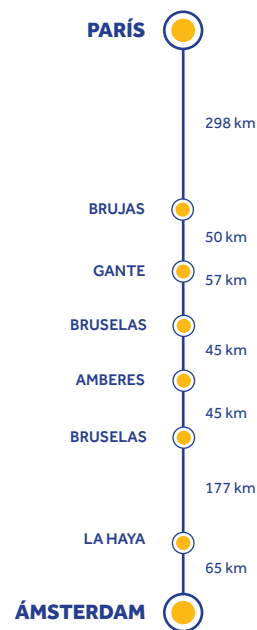 PARÍS
298 km
BRUJAS
50 km
GANTE
57 km
BRUSELAS
45 km
AMBERES
45 km
BRUSELAS
177 km
LA HAYA
65 km
ÁMSTERDAM